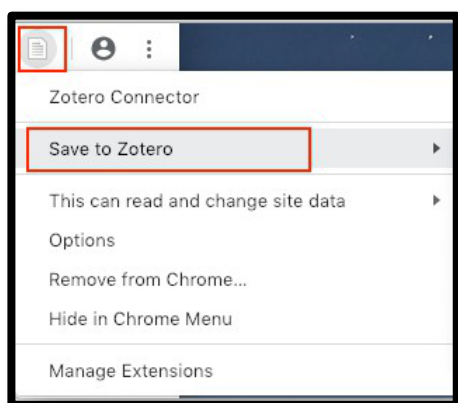 Zotero Connector
Save to Zotero
This can read and change site data
Options
Remove from Chrome...
Hide in Chrome Menu
Manage Extensions